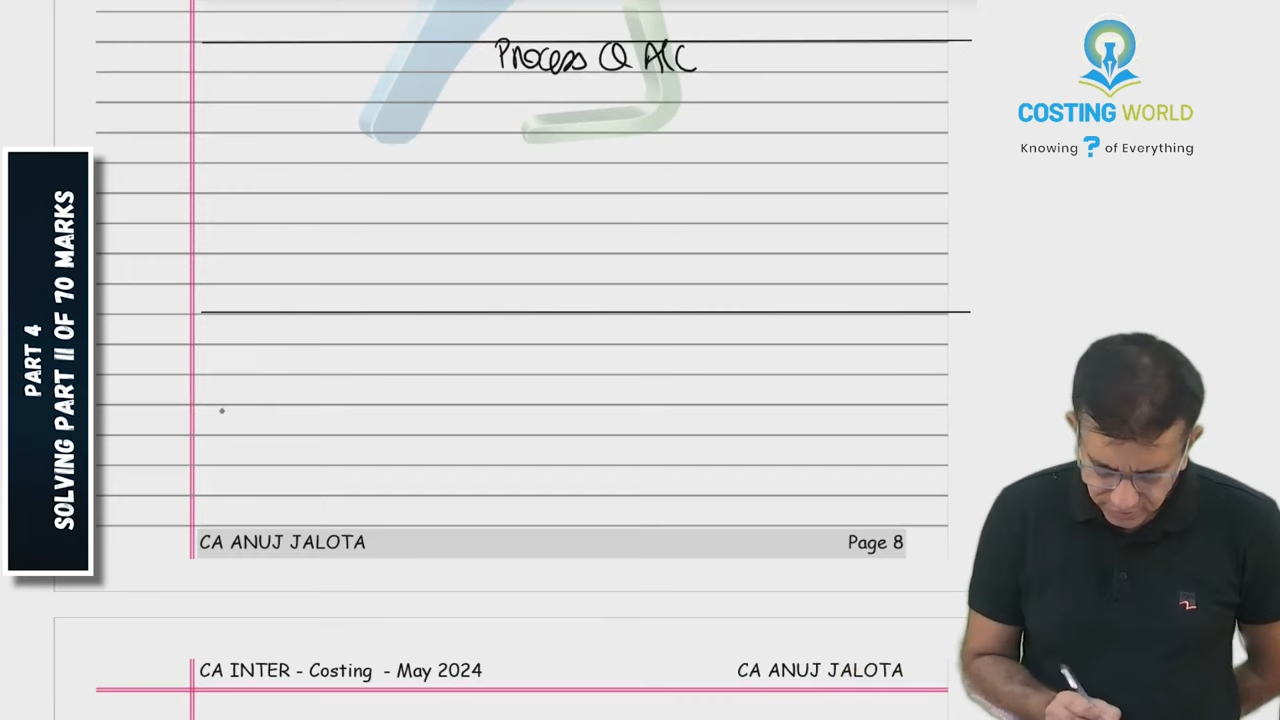 Process Q A/C
COSTING WORLD
Knowing ? of Everything
PART 4
SOLVING PART II OF 70 MARKS
CA ANUJ JALOTA Page 8
CA INTER - Costing - May 2024 CA ANUJ JALOTA